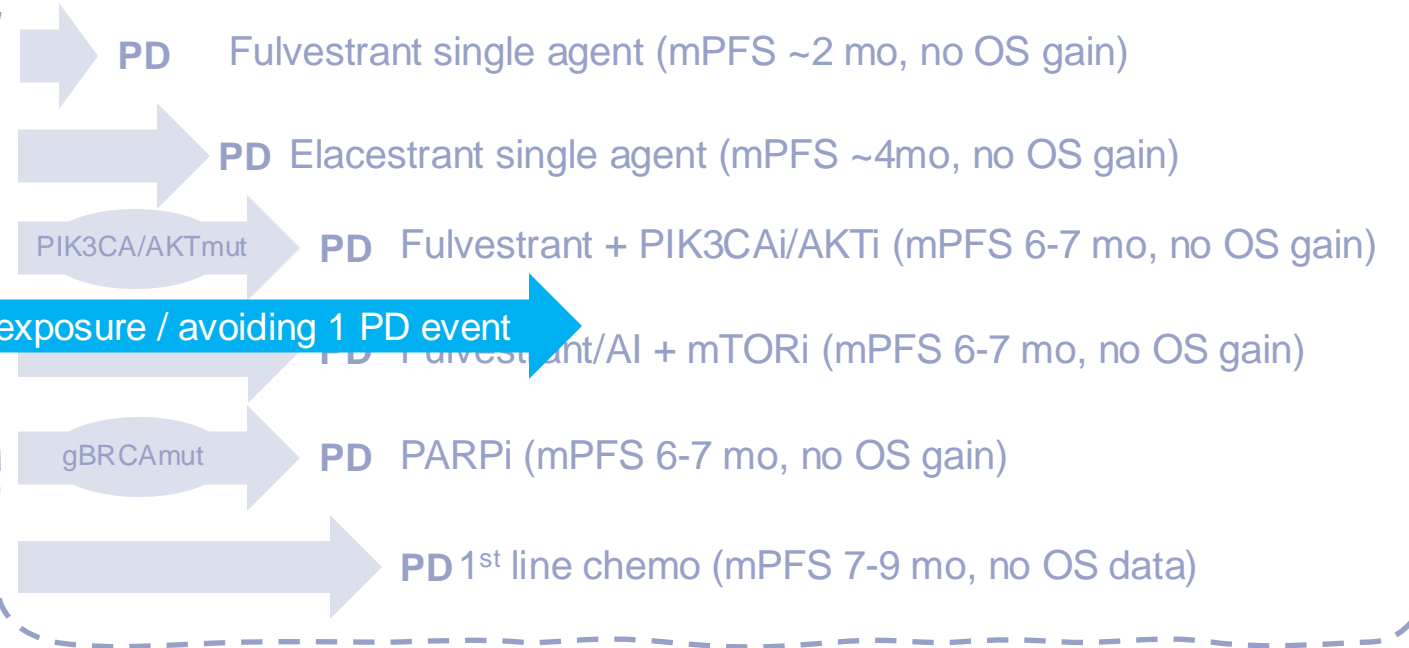 PD Fulvestrant single agent (mPFS ~2 mo, no OS gain)
PD Elacestrant single agent (mPFS ~4mo, no OS gain)
PIK3CA/AKTmut PD Fulvestrant + PIK3CAi/AKTi (mPFS 6-7 mo, no OS gain)
exposure / avoiding 1 PD event
PD Fulvestrant/AI + mTORi (mPFS 6-7 mo, no OS gain)
gBRCAmut PD PARPi (mPFS 6-7 mo, no OS gain)
PD 1st line chemo (mPFS 7-9 mo, no OS data)